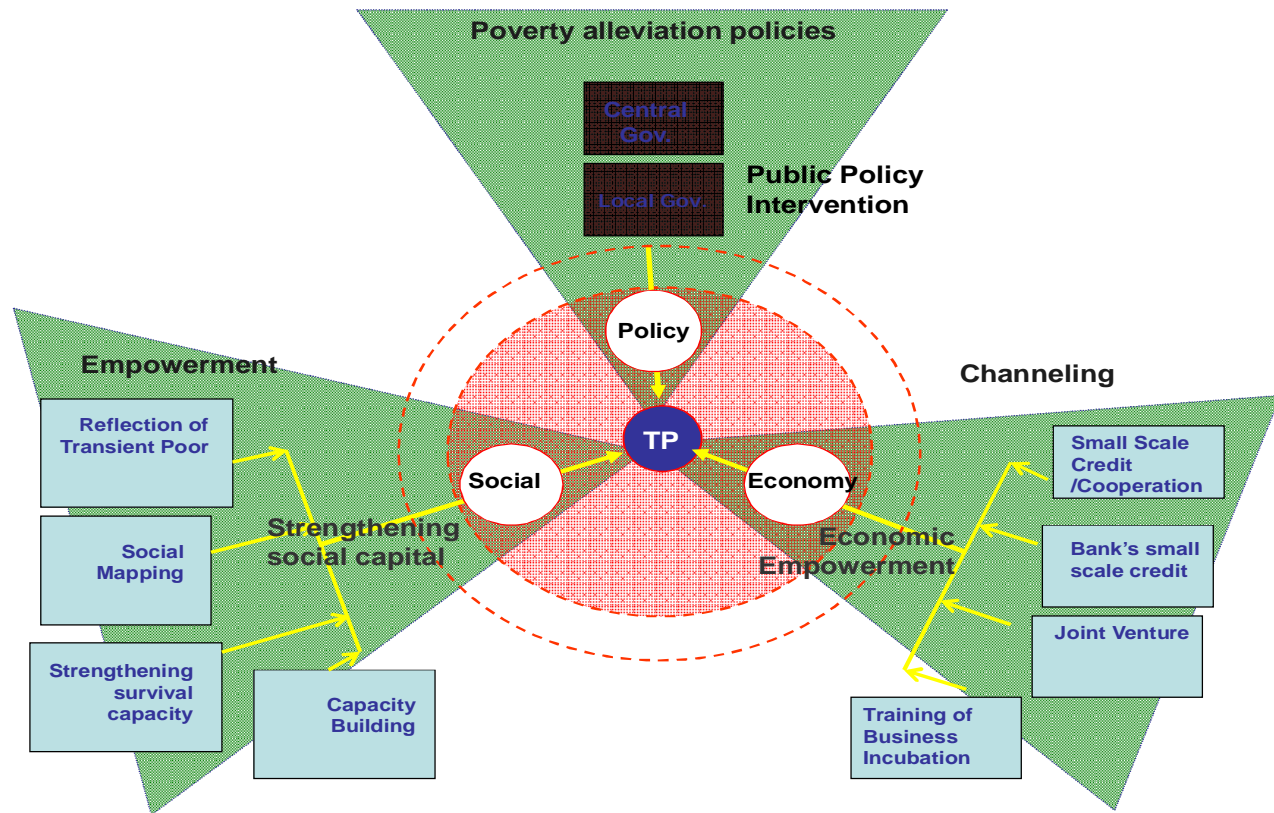 Poverty alleviation policies
Central
Gov.
Local Gov.
Public Policy
Intervention
Policy
TP
Social
Economy
Empowerment
Reflection of
Transient Poor
Social
Mapping
Strengthening
survival
capacity
Capacity
Building
Strengthening
social capital
Channeling
Small Scale
Credit
/Cooperation
Bank's small
scale credit
Joint Venture
Training of
Business
Incubation
Economic
Empowerment